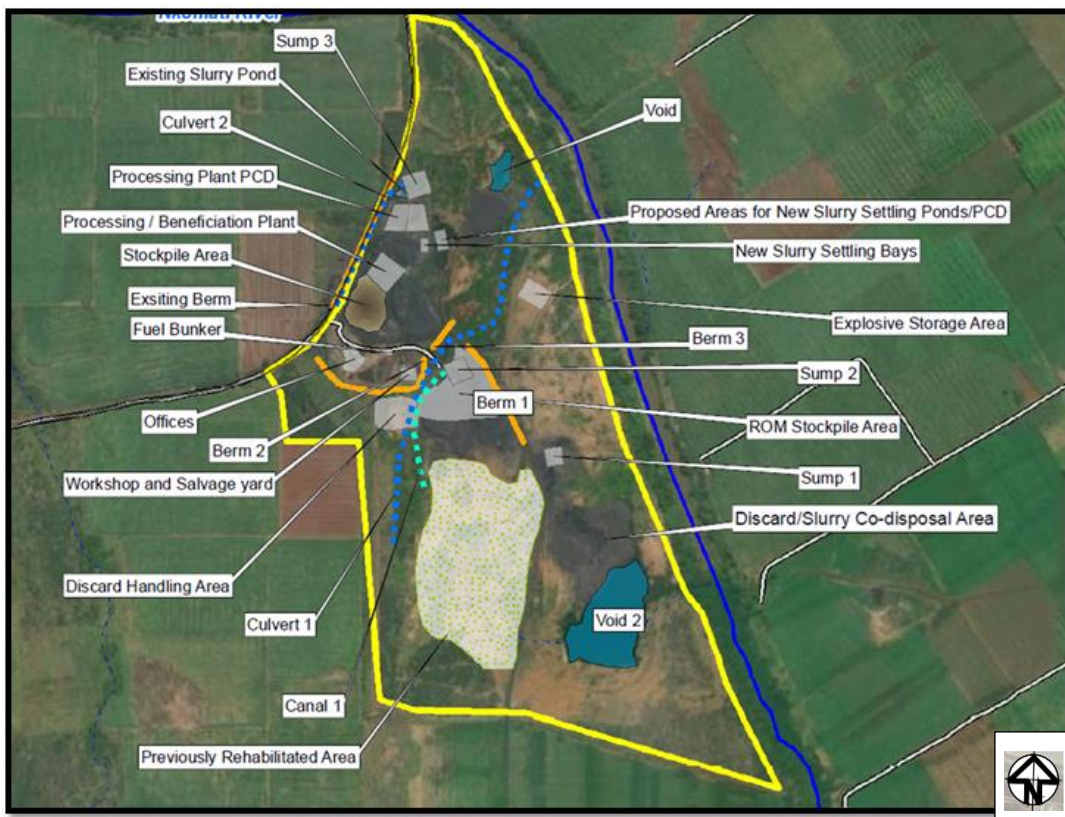 Nkomati River
Sump 3
Existing Slurry Pond
Void
Culvert 2
Processing Plant PCD
Proposed Areas for New Slurry Settling Ponds/PCD
Processing / Beneficiation Plant
New Slurry Settling Bays
Stockpile Area
Exsiting Berm
Explosive Storage Area
Fuel Bunker
Berm 3
Sump 2
Berm 1
Offices
ROM Stockpile Area
Berm 2
Sump 1
Workshop and Salvage yard
Discard/Slurry Co-disposal Area
Discard Handling Area
Void 2
Culvert 1
Canal 1
Previously Rehabilitated Area
N